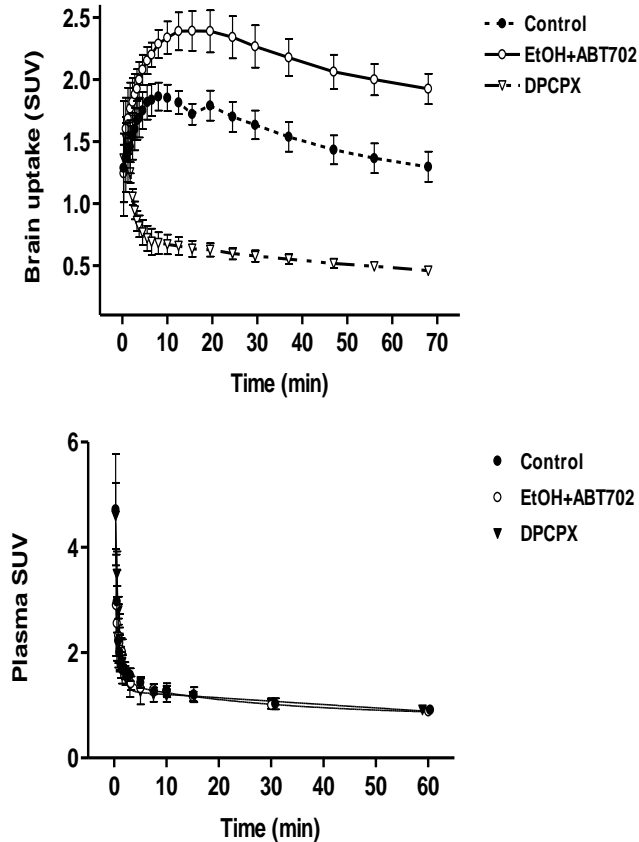 Brain uptake (SUV)
2.5
2.0
1.5
1.0
0.5
0 10 20 30 40 50 60 70
Time (min)
Control
EtOH+ABT702
DPCPX
Plasma SUV
6
4
2
0
0 10 20 30 40 50 60
Time (min)
Control
EtOH+ABT702
DPCPX